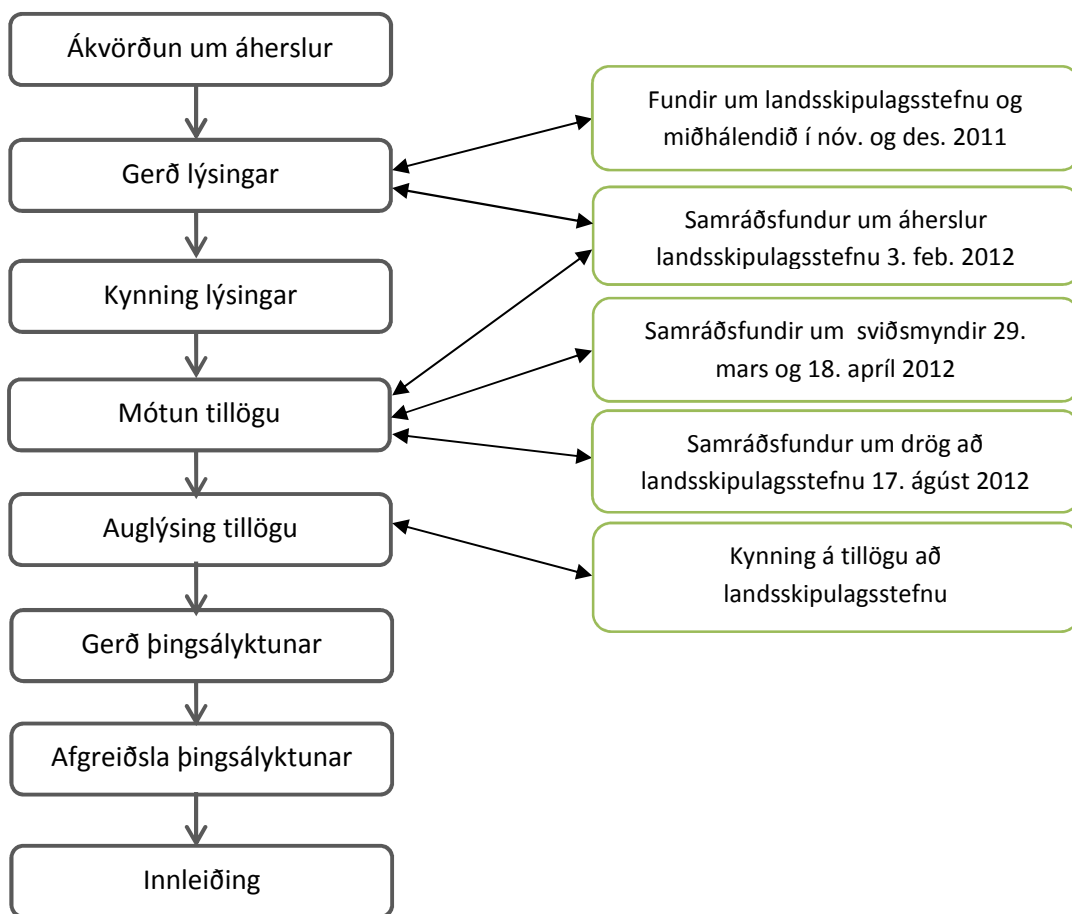 Ákvörðun um áherslur
Gerð lýsingar
Kynning lýsingar
Mótun tillögu
Auglýsing tillögu
Gerð þingsályktunar
Afgreiðsla þingsályktunar
Innleiðing
Fundir um landsskipulagsstefnu og
miðhálendið í nóv. og des. 2011
Samráðsfundur um áherslur
landsskipulagsstefnu 3. feb. 2012
Samráðsfundir um sviðsmyndir 29.
mars og 18. apríl 2012
Samráðsfundur um drög að
landsskipulagsstefnu 17. ágúst 2012
Kynning á tillögu að
landsskipulagsstefnu